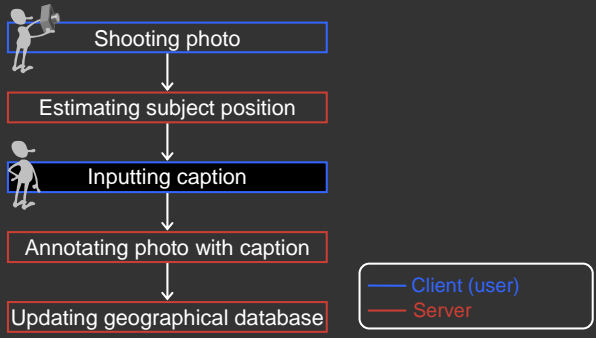 Shooting photo
Estimating subject position
Inputting caption
Annotating photo with caption
Updating geographical database
Client (user)
Server